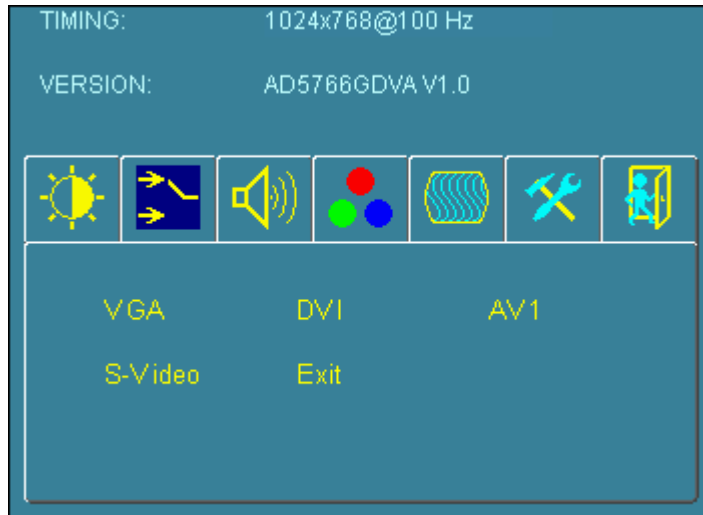 TIMING: 1024x768@100 Hz
VERSION: AD5766GDVA V1.0
VGA DVI AV1
S-Video Exit